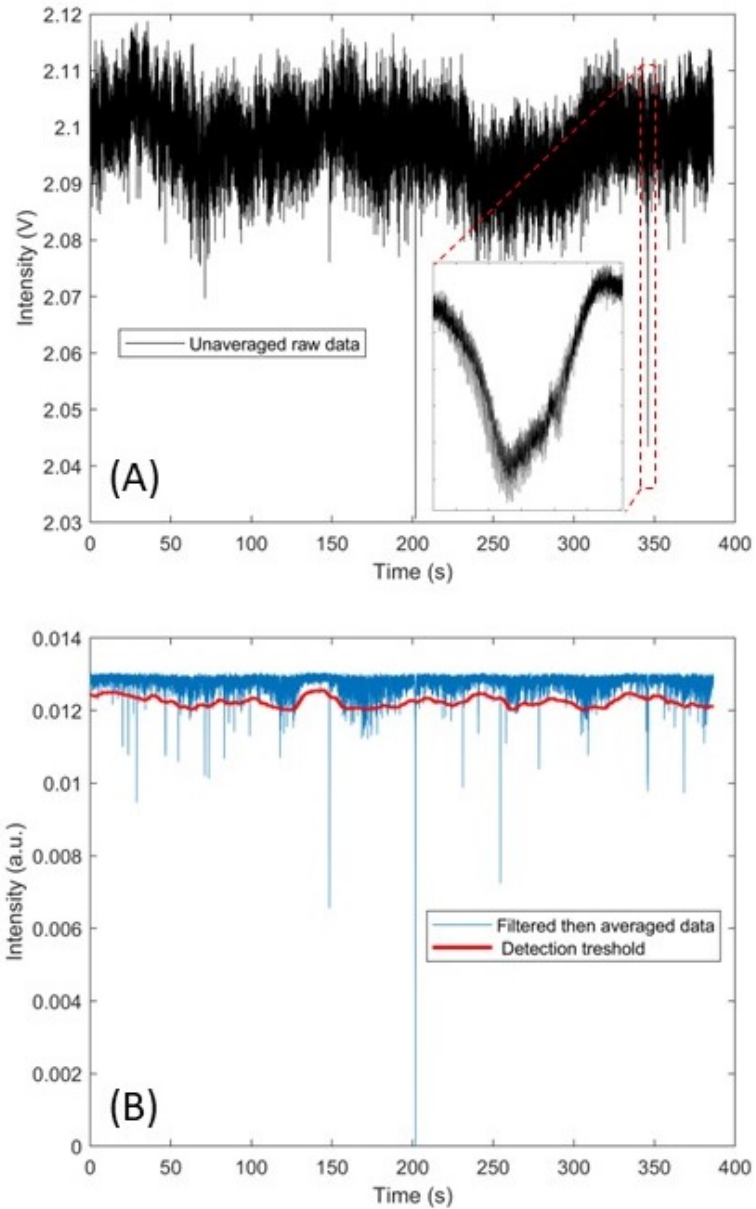 (A)
2.12
2.11
2.1
2.09
2.08
2.07
2.06
2.05
2.04
2.03
Intensity (V)
Unaveraged raw data
(A)
0 50 100 150 200 250 300 350 400
Time (s)
0.014
0.012
0.01
0.008
0.006
0.004
0.002
0
Intensity (a.u.)
Filtered then averaged data
Detection treshold
(B)
0 50 100 150 200 250 300 350 400
Time (s)